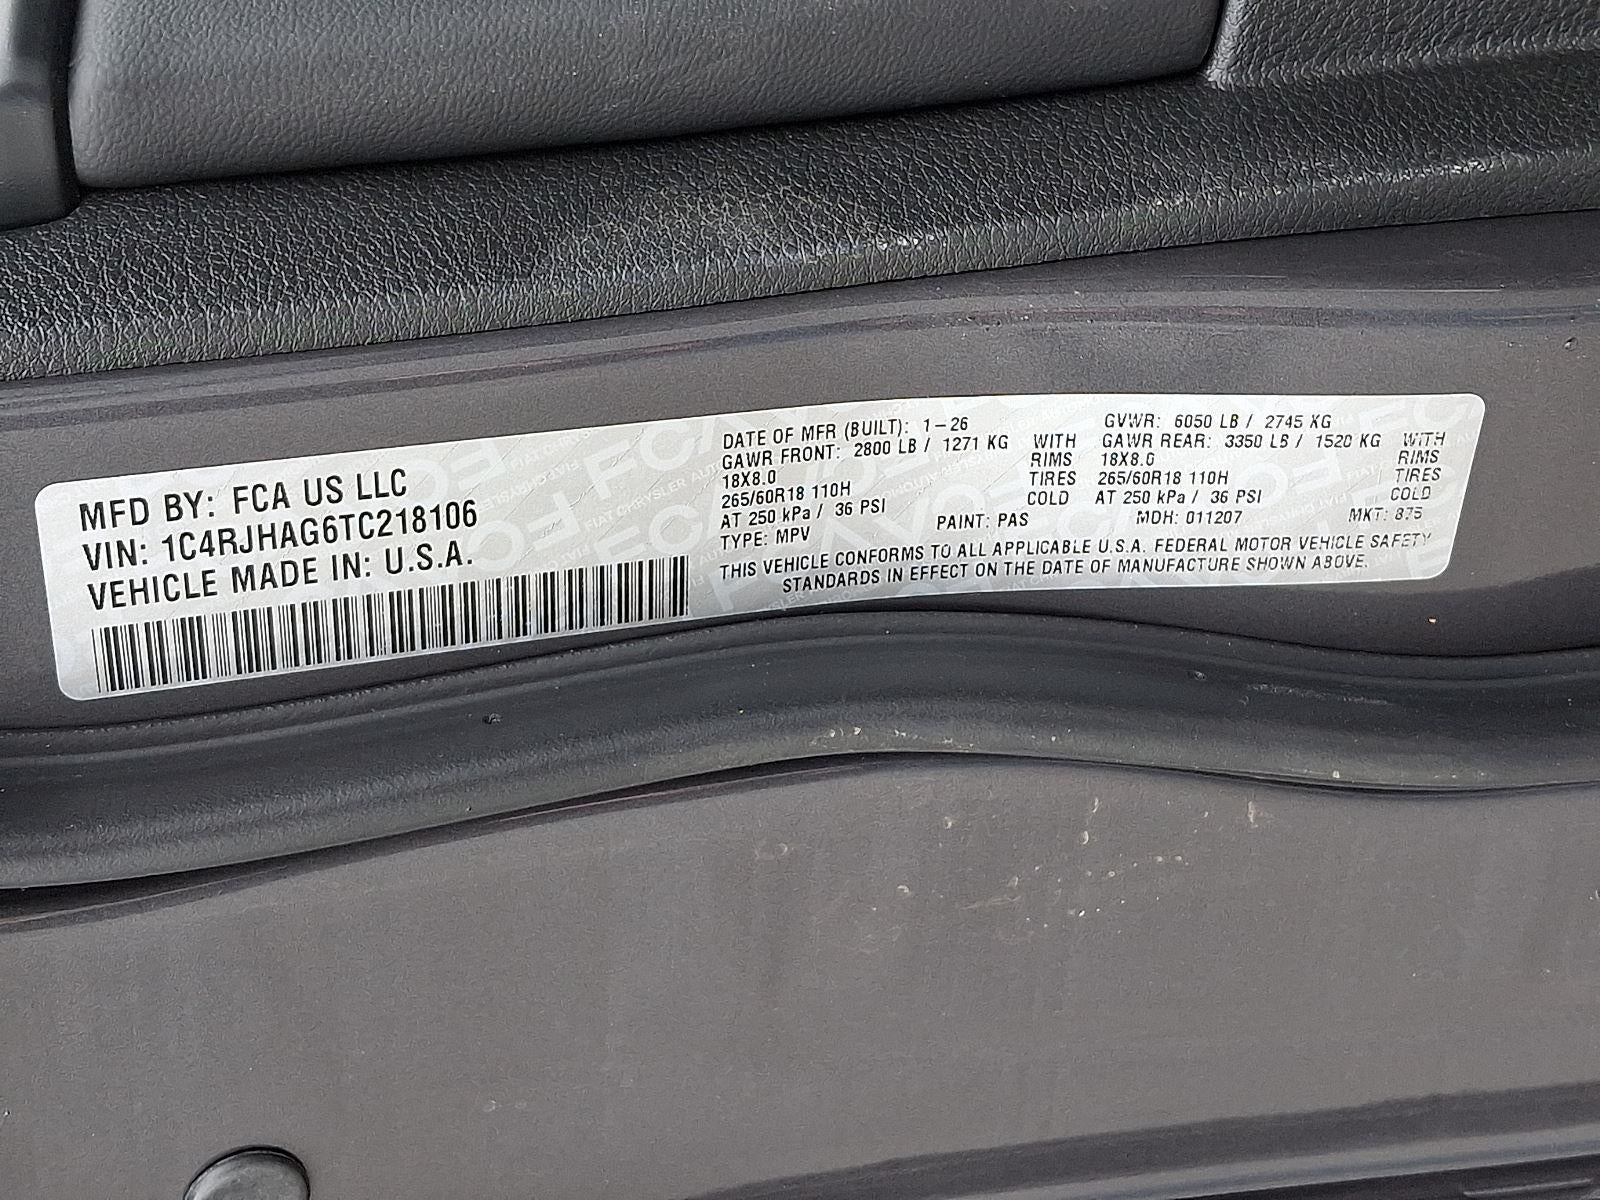 MFD BY: FCA US LLC
VIN: 1C4RJHAG6TC218106
VEHICLE MADE IN: U.S.A.
DATE OF MFR (BUILT): 1-26 GVWR: 6050 LB / 2745 KG
GAWR FRONT: 2800 LB / 1271 KG WITH GAWR REAR: 3350 LB / 1520 KG WITH
18X8.0 RIMS 18X8.0 RIMS
265/60R18 110H TIRES 265/60R18 110H TIRES
AT 250 kPa / 36 PSI COLD AT 250 kPa / 36 PSI COLD
TYPE: MPV PAINT: PAS MDH: 011207 MKT: 875
THIS VEHICLE CONFORMS TO ALL APPLICABLE U.S.A. FEDERAL MOTOR VEHICLE SAFETY
STANDARDS IN EFFECT ON THE DATE OF MANUFACTURE SHOWN ABOVE.